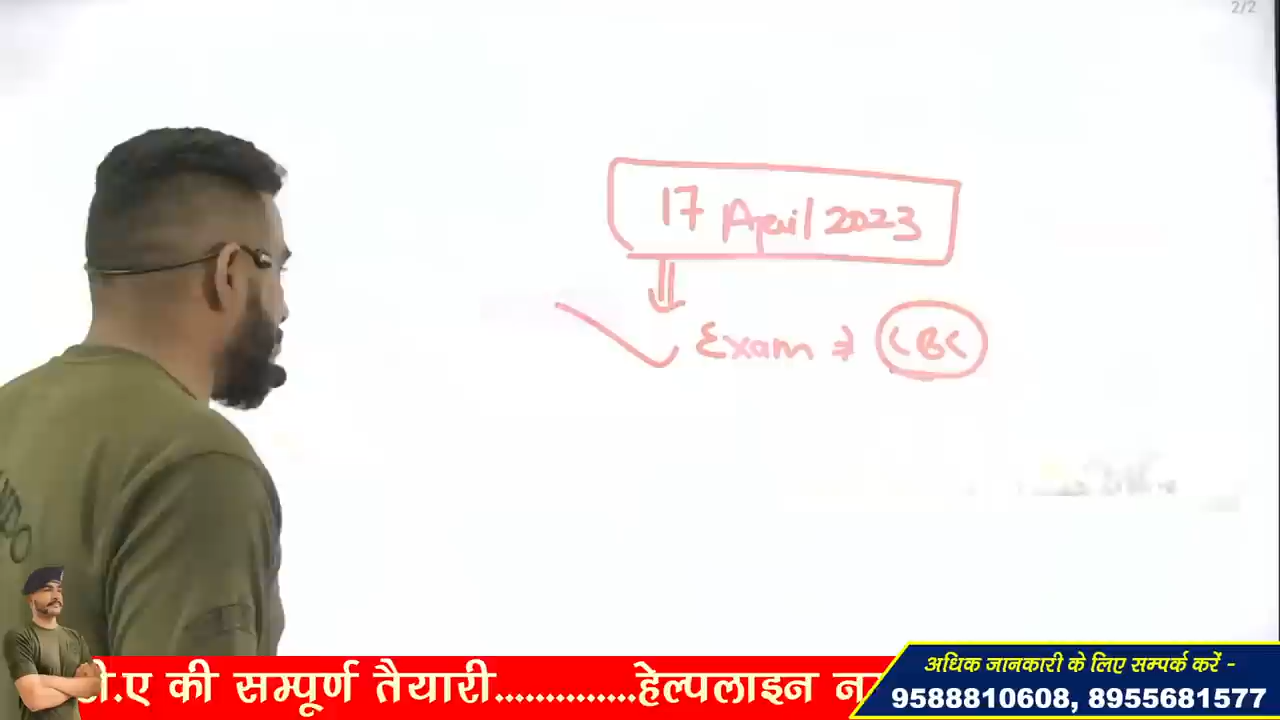 2/2
17 April 2023
Exam → CBC
अधिक जानकारी के लिए सम्पर्क करें -
ी.ए की सम्पूर्ण तैयारी.............हेल्पलाइन
9588810608, 8955681577